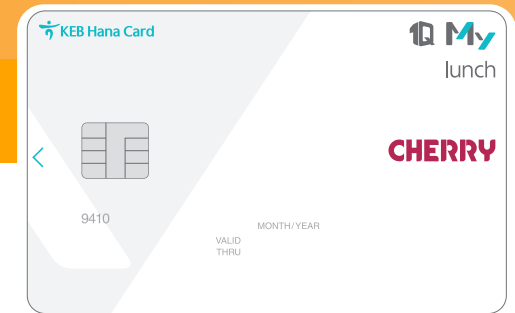 KEB Hana Card
1Q My
lunch
CHERRY
9410
MONTH/YEAR
VALID
THRU